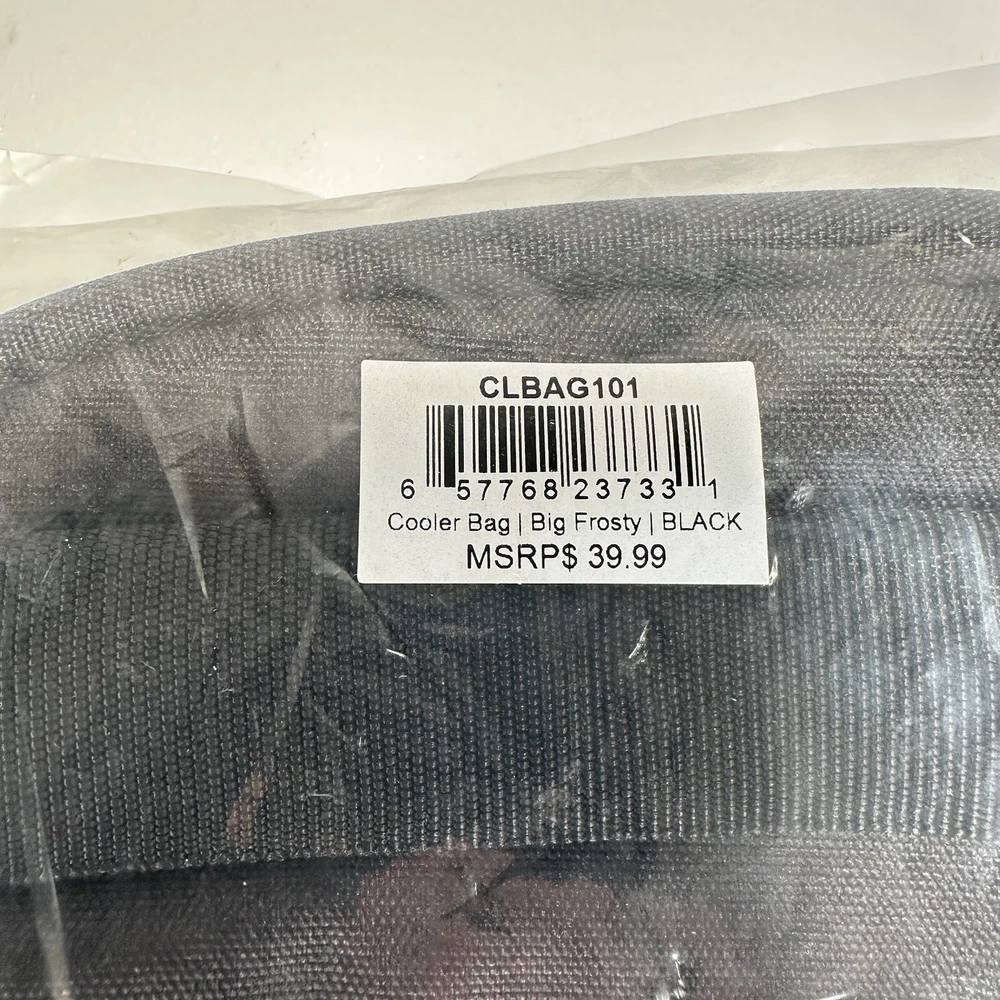 CLBAG101
6 57768 23733 1
Cooler Bag | Big Frosty | BLACK
MSRP$ 39.99